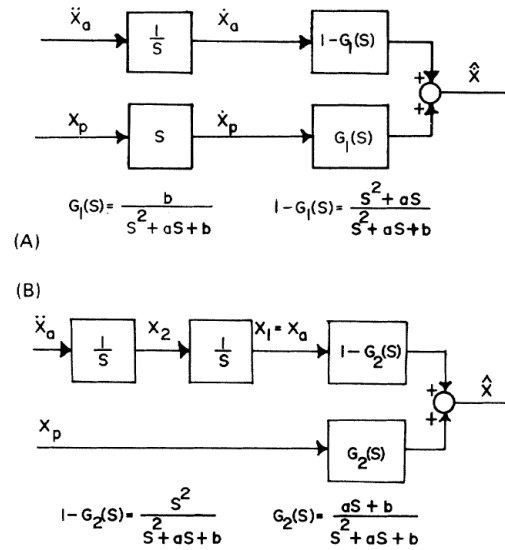 Ẍₐ 1/S Ẋₐ 1-G₁(S)
+ + Ẋ̂
Xₚ S Ẋₚ G₁(S)
G₁(S) = b / S² + aS + b 1-G₁(S) = S² + aS / S² + aS + b
(A)
(B)
Ẍₐ 1/S X₂ 1/S X₁ = Xₐ 1-G₂(S)
+ + X̂
Xₚ G₂(S)
1-G₂(S) = S² / S² + aS + b G₂(S) = aS + b / S² + aS + b